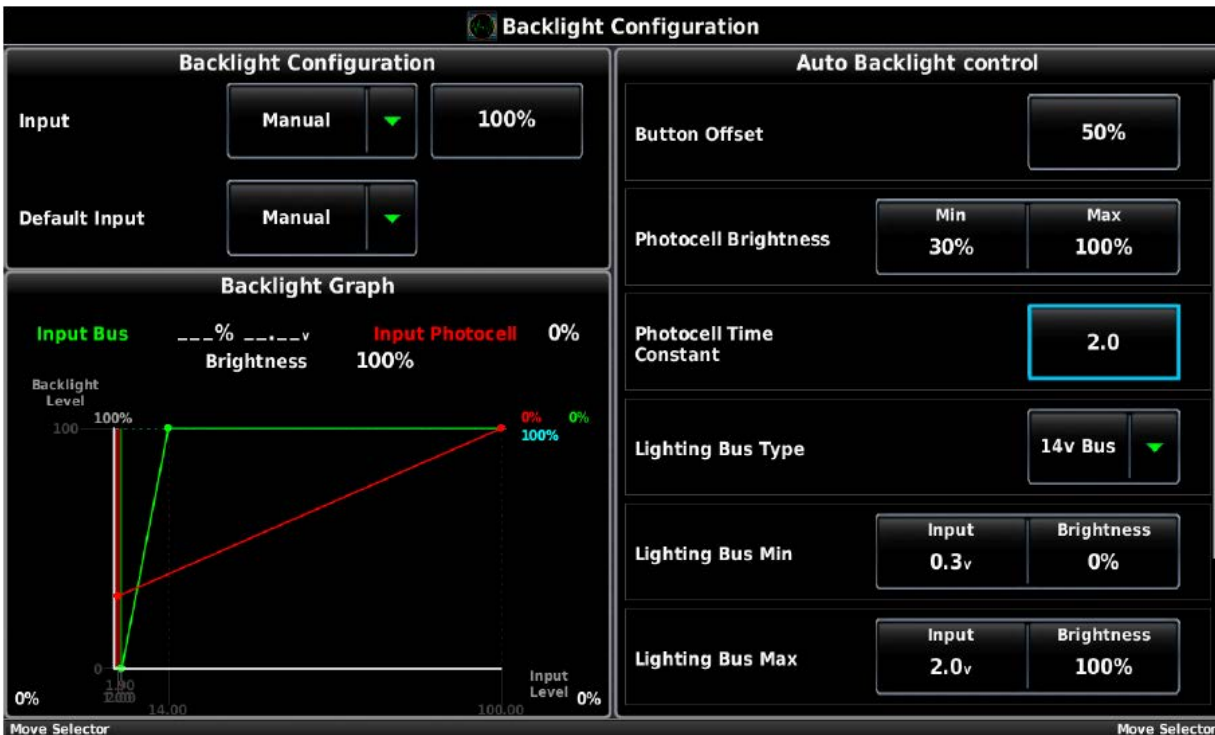 Backlight Configuration
Backlight Configuration
Input
Manual
100%
Default Input
Manual
Backlight Graph
Input Bus ___% __.__v Input Photocell 0%
Brightness 100%
Backlight
Level
100%
100
0% 0%
100%
0
1.90
14.00
100.00
Input
Level
0%
0%
Move Selector
Auto Backlight control
Button Offset
50%
Photocell Brightness
Min
30%
Max
100%
Photocell Time
Constant
2.0
Lighting Bus Type
14v Bus
Lighting Bus Min
Input
0.3v
Brightness
0%
Lighting Bus Max
Input
2.0v
Brightness
100%
Move Selector